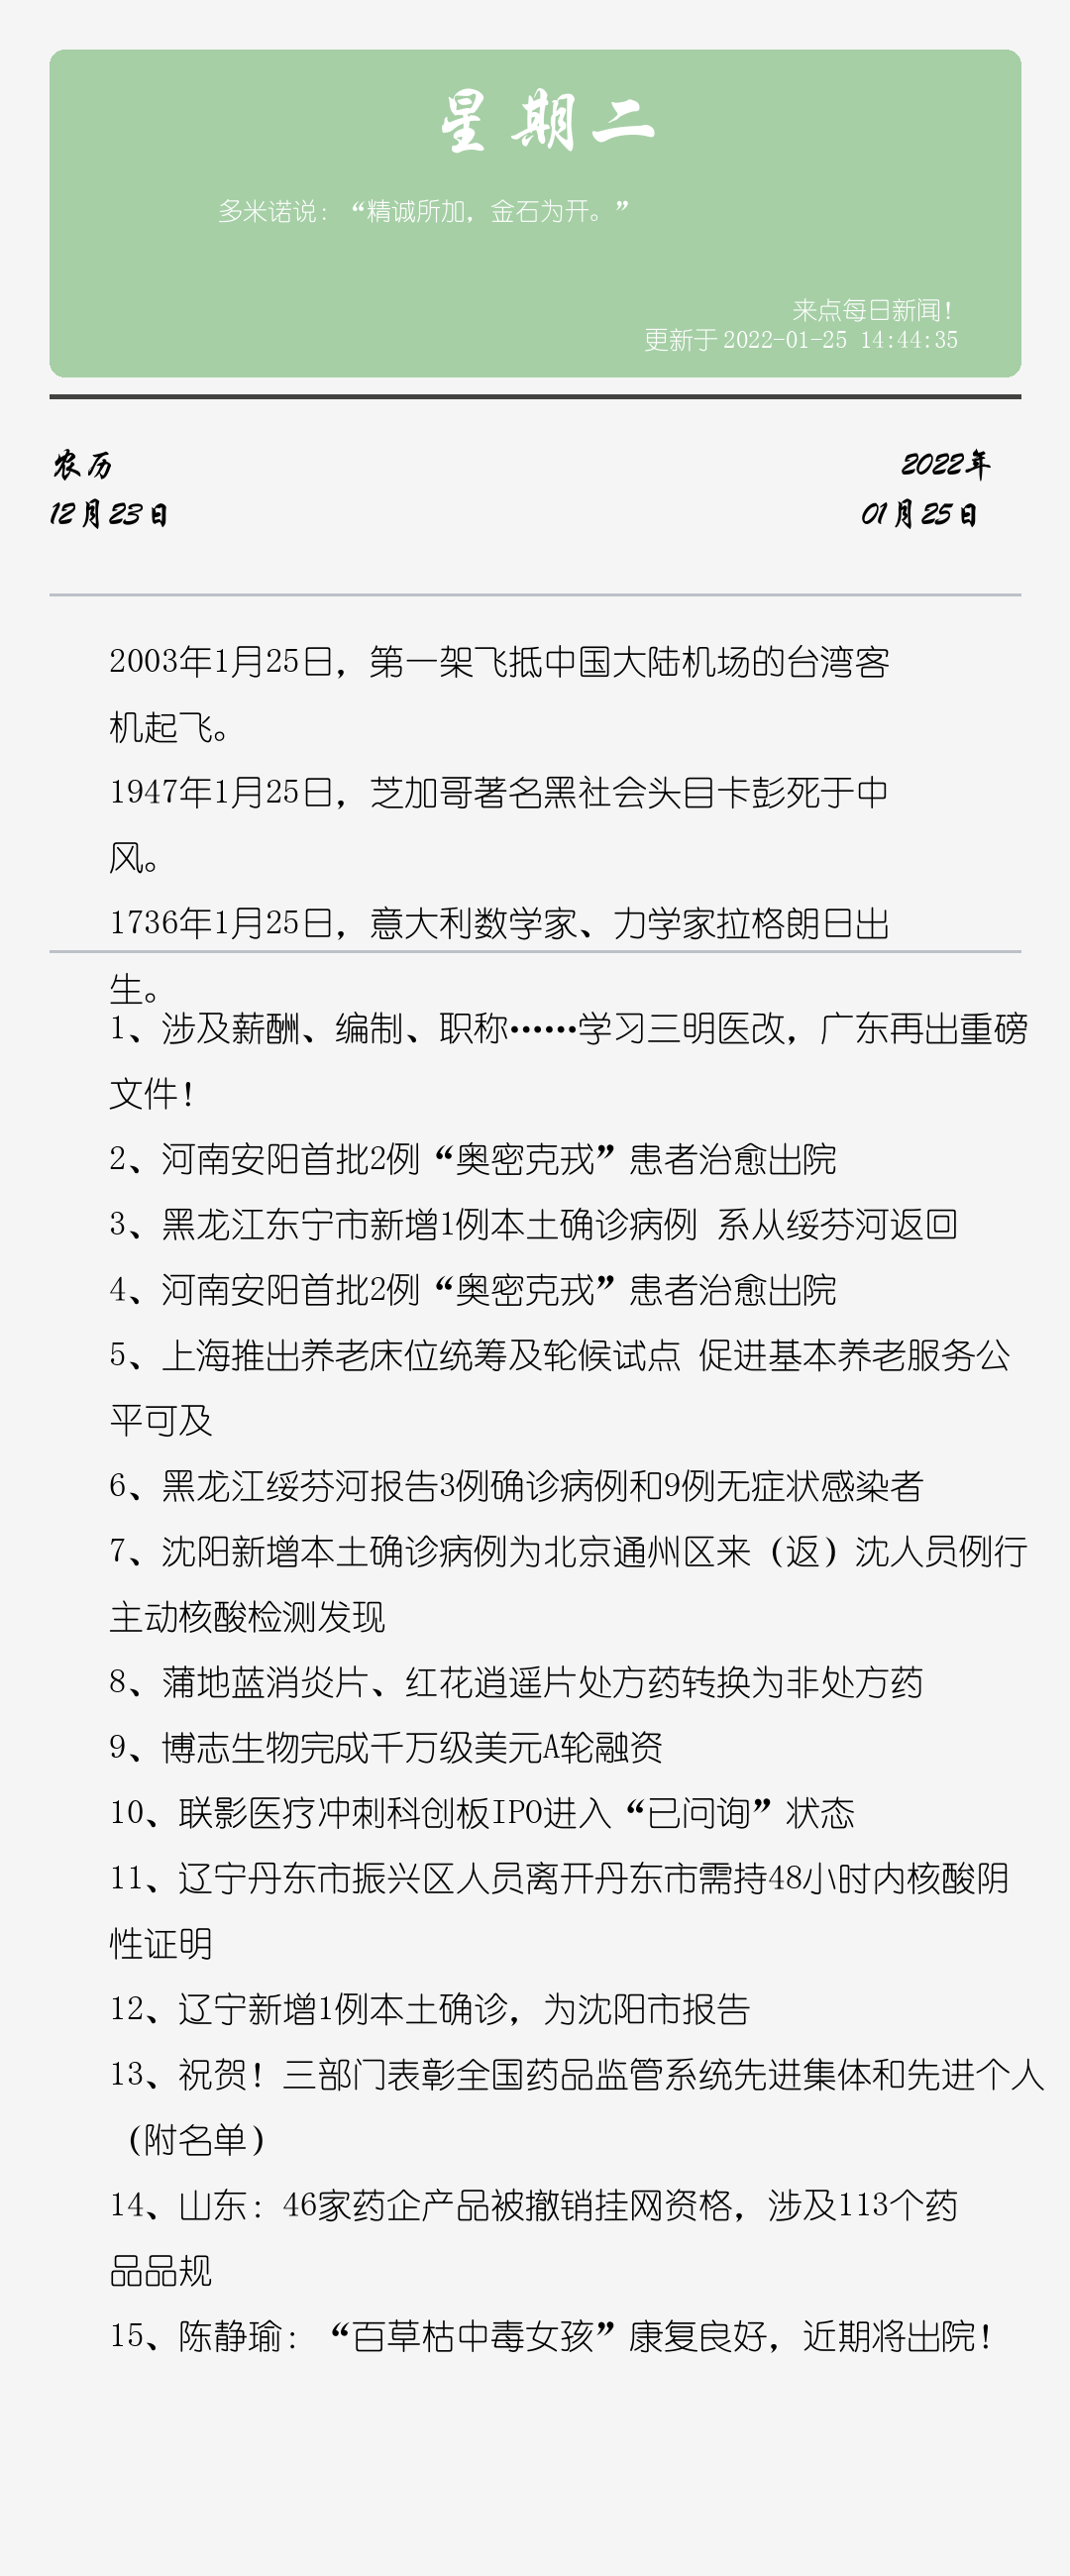 星期二
多米诺说：“精诚所加，金石为开。”
来点每日新闻！
更新于 2022-01-25 14:44:35
农历
2022年
12月23日
01月25日
2003年1月25日，第一架飞抵中国大陆机场的台湾客
机起飞。
1947年1月25日，芝加哥著名黑社会头目卡彭死于中
风。
1736年1月25日，意大利数学家、力学家拉格朗日出
生。
1、涉及薪酬、编制、职称……学习三明医改，广东再出重磅
文件！
2、河南安阳首批2例“奥密克戎”患者治愈出院
3、黑龙江东宁市新增1例本土确诊病例 系从绥芬河返回
4、河南安阳首批2例“奥密克戎”患者治愈出院
5、上海推出养老床位统筹及轮候试点 促进基本养老服务公
平可及
6、黑龙江绥芬河报告3例确诊病例和9例无症状感染者
7、沈阳新增本土确诊病例为北京通州区来（返）沈人员例行
主动核酸检测发现
8、蒲地蓝消炎片、红花逍遥片处方药转换为非处方药
9、博志生物完成千万级美元A轮融资
10、联影医疗冲刺科创板IPO进入“已问询”状态
11、辽宁丹东市振兴区人员离开丹东市需持48小时内核酸阴
性证明
12、辽宁新增1例本土确诊，为沈阳市报告
13、祝贺！三部门表彰全国药品监管系统先进集体和先进个人
（附名单）
14、山东：46家药企产品被撤销挂网资格，涉及113个药
品品规
15、陈静瑜：“百草枯中毒女孩”康复良好，近期将出院！